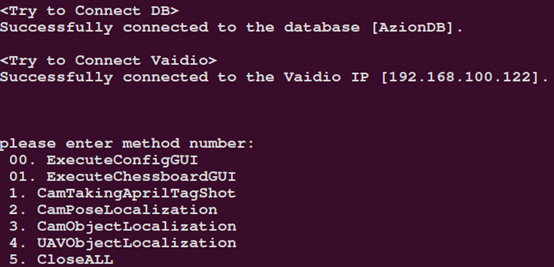 <Try to Connect DB>
Successfully connected to the database [AzionDB].
<Try to Connect Vaidio>
Successfully connected to the Vaidio IP [192.168.100.122].
please enter method number:
00. ExecuteConfigGUI
01. ExecuteChessboardGUI
1. CamTakingAprilTagShot
2. CamPoseLocalization
3. CamObjectLocalization
4. UAVObjectLocalization
5. CloseALL